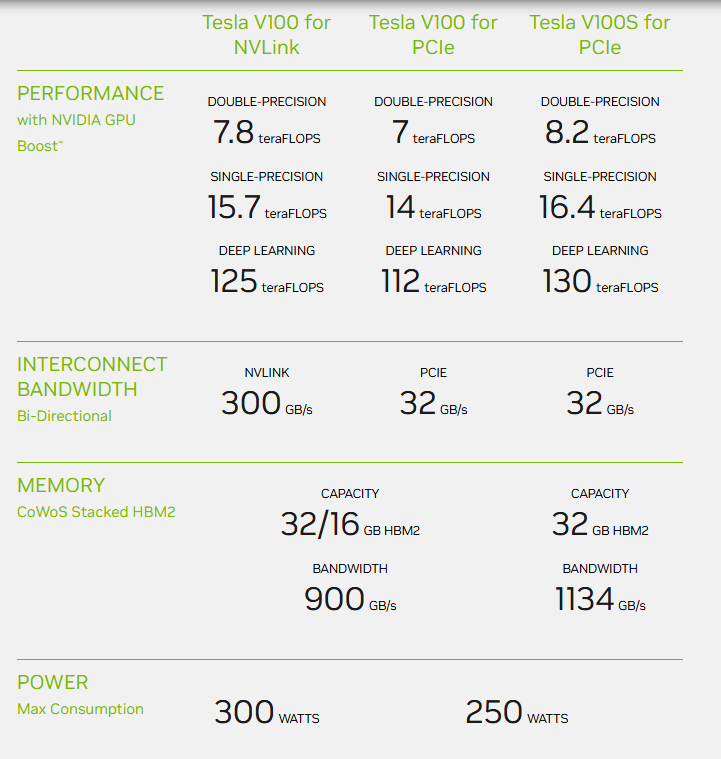 Tesla V100 for NVLink
Tesla V100 for PCIe
Tesla V100S for PCIe
PERFORMANCE
with NVIDIA GPU
Boost™
DOUBLE-PRECISION DOUBLE-PRECISION DOUBLE-PRECISION
7.8 teraFLOPS 7 teraFLOPS 8.2 teraFLOPS
SINGLE-PRECISION SINGLE-PRECISION SINGLE-PRECISION
15.7 teraFLOPS 14 teraFLOPS 16.4 teraFLOPS
DEEP LEARNING DEEP LEARNING DEEP LEARNING
125 teraFLOPS 112 teraFLOPS 130 teraFLOPS
INTERCONNECT
BANDWIDTH
Bi-Directional
NVLINK PCIE PCIE
300 GB/s 32 GB/s 32 GB/s
MEMORY
CoWoS Stacked HBM2
CAPACITY CAPACITY
32/16 GB HBM2 32 GB HBM2
BANDWIDTH BANDWIDTH
900 GB/s 1134 GB/s
POWER
Max Consumption
300 WATTS 250 WATTS